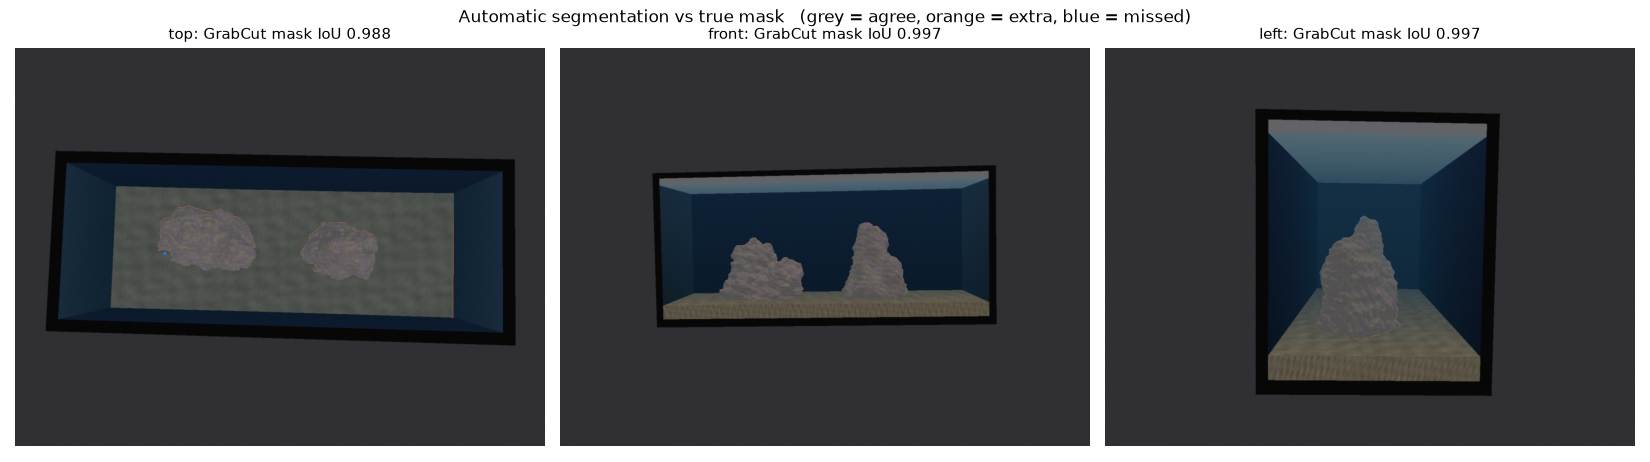 Automatic segmentation vs true mask (grey = agree, orange = extra, blue = missed)
top: GrabCut mask IoU 0.988
front: GrabCut mask IoU 0.997
left: GrabCut mask IoU 0.997